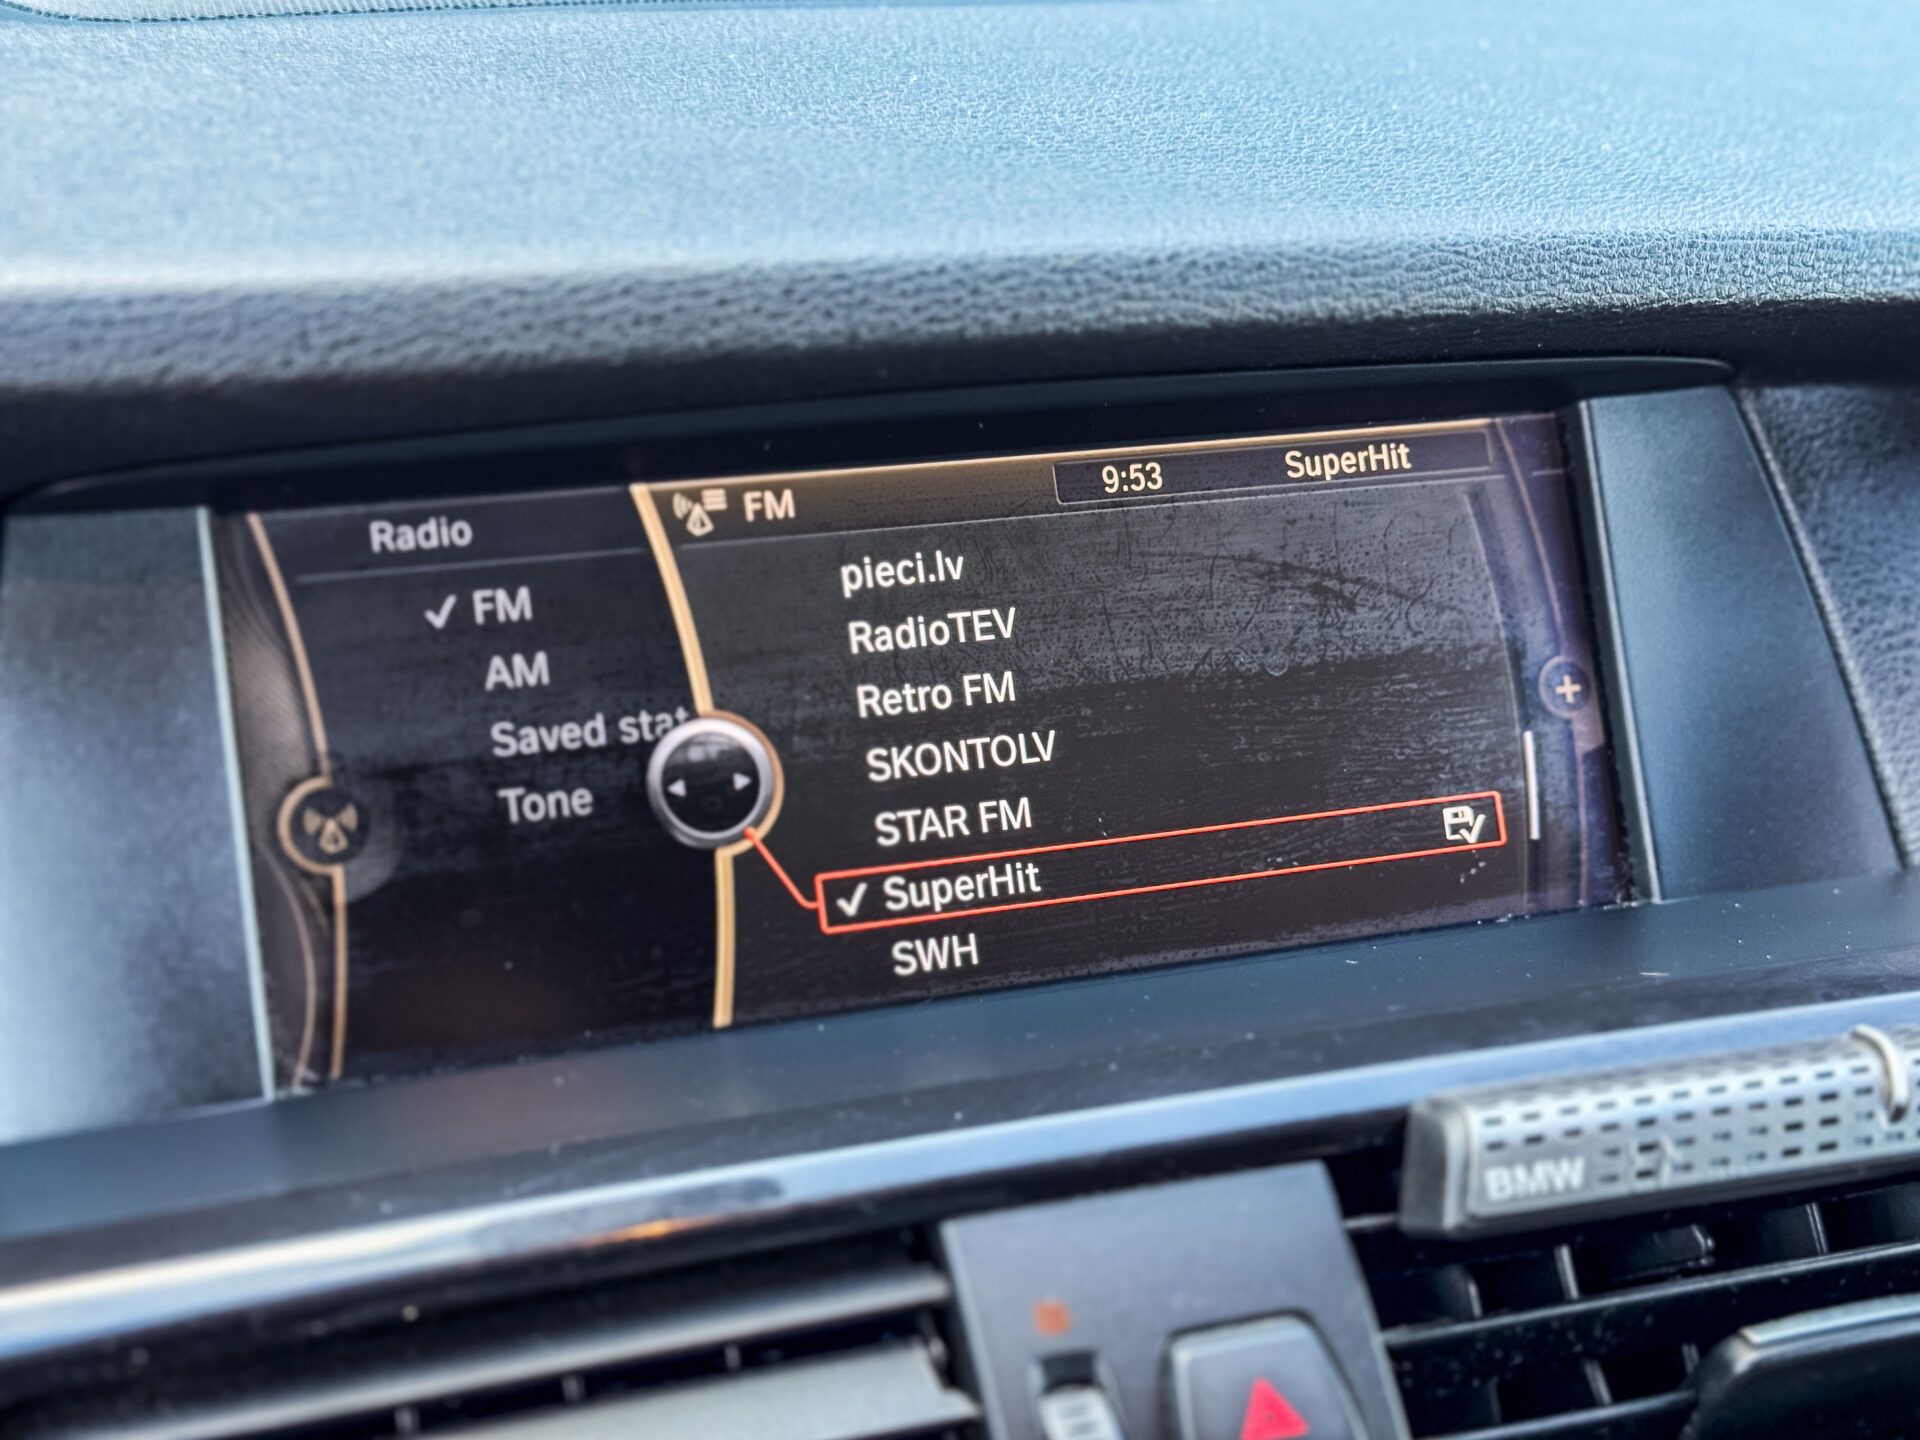 Radio
FM
AM
Saved stat
Tone
FM
9:53
SuperHit
pieci.lv
RadioTEV
Retro FM
SKONTOLV
STAR FM
SuperHit
SWH
BMW